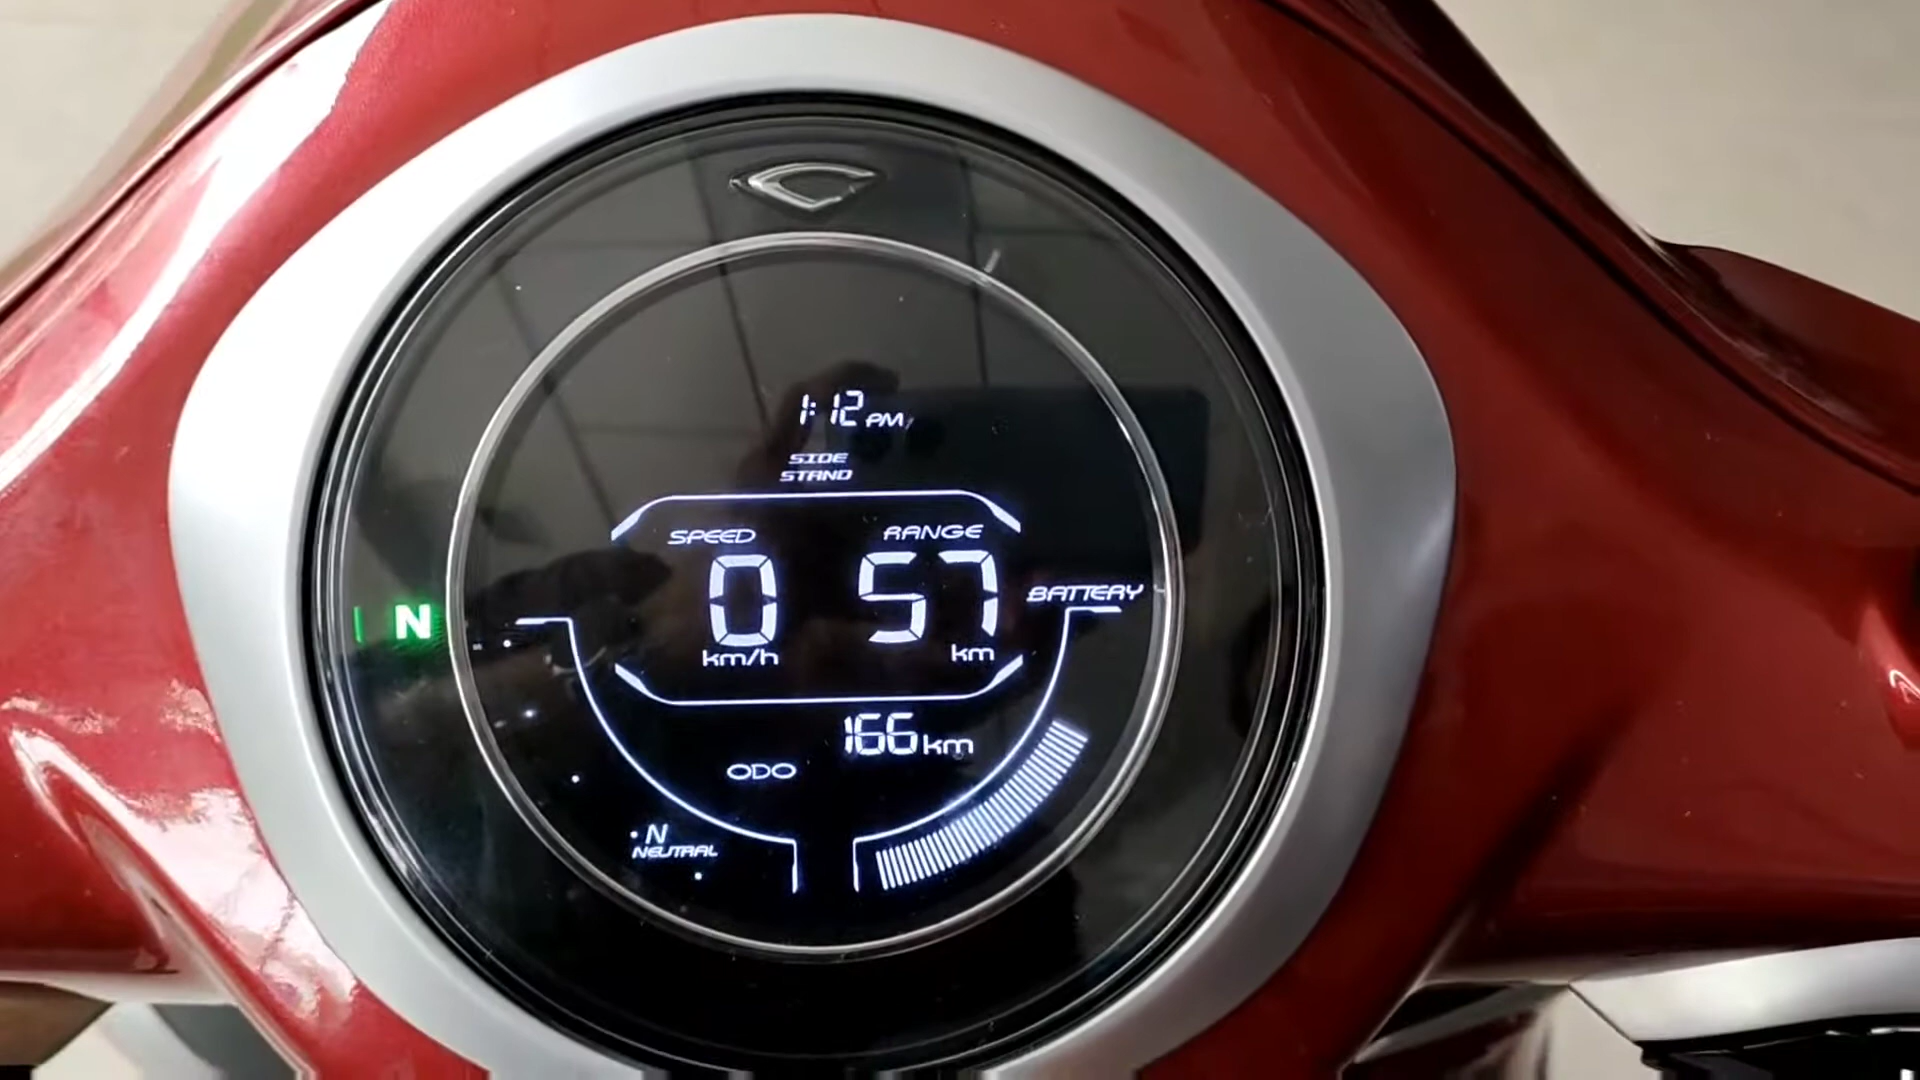 1:12 PM
SIDE
STAND
SPEED
RANGE
0
57
BATTERY
N
km/h
km
166 km
ODO
N
NEUTRAL